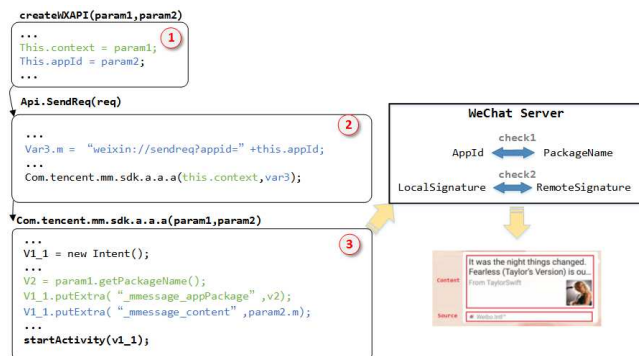 createWXAPI(param1,param2)
...
This.context = param1;
This.appId = param2;
...
1
Api.SendReq(req)
...
Var3.m = “weixin://sendreq?appid=” +this.appId;
...
Com.tencent.mm.sdk.a.a.a(this.context,var3);
2
Com.tencent.mm.sdk.a.a.a(param1,param2)
...
V1_1 = new Intent();
...
V2 = param1.getPackageName();
V1_1.putExtra( “_mmessage_appPackage” ,v2);
V1_1.putExtra( “_mmessage_content” ,param2.m);
...
startActivity(v1_1);
3
WeChat Server
check1
AppId PackageName
check2
LocalSignature RemoteSignature
Content
It was the night things changed.
Fearless (Taylor's Version) is ou...
From TaylorSwift
Source